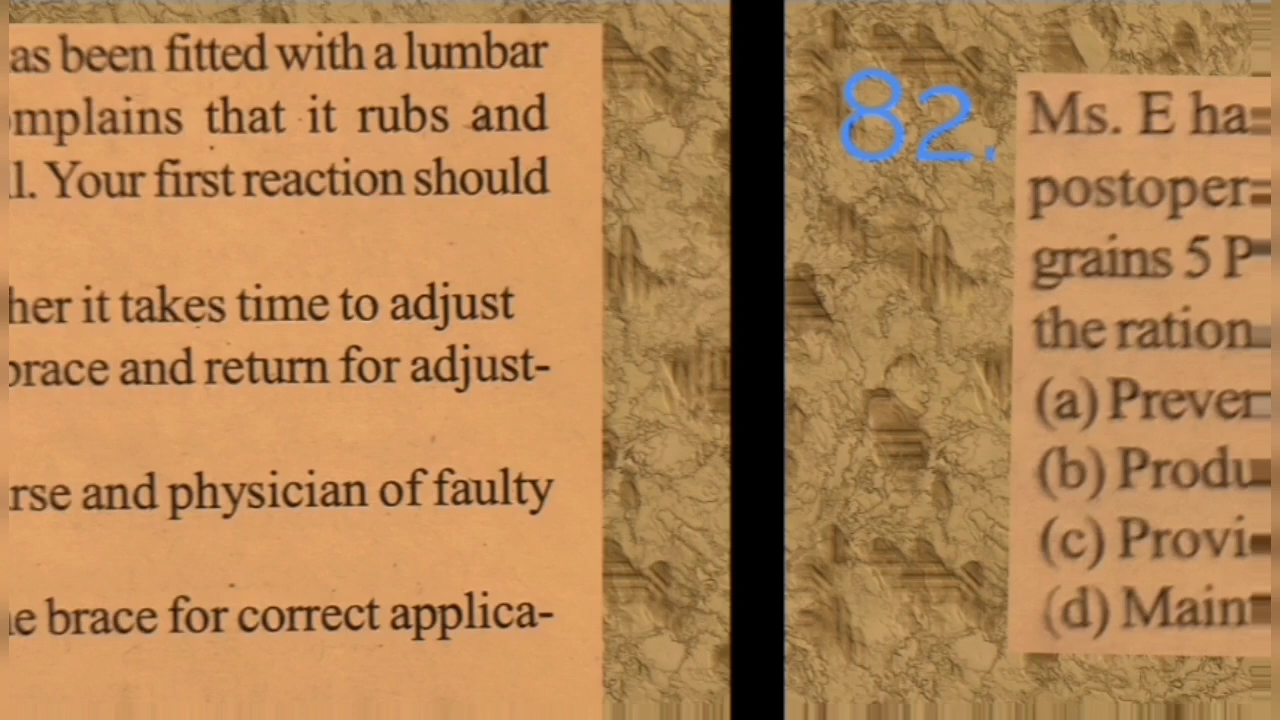 as been fitted with a lumbar
mplains that it rubs and
l. Your first reaction should
her it takes time to adjust
brace and return for adjust-
rse and physician of faulty
e brace for correct applica-
82.
Ms. E ha
postoper
grains 5 P
the ration
(a) Preven
(b) Produ
(c) Provi
(d) Main